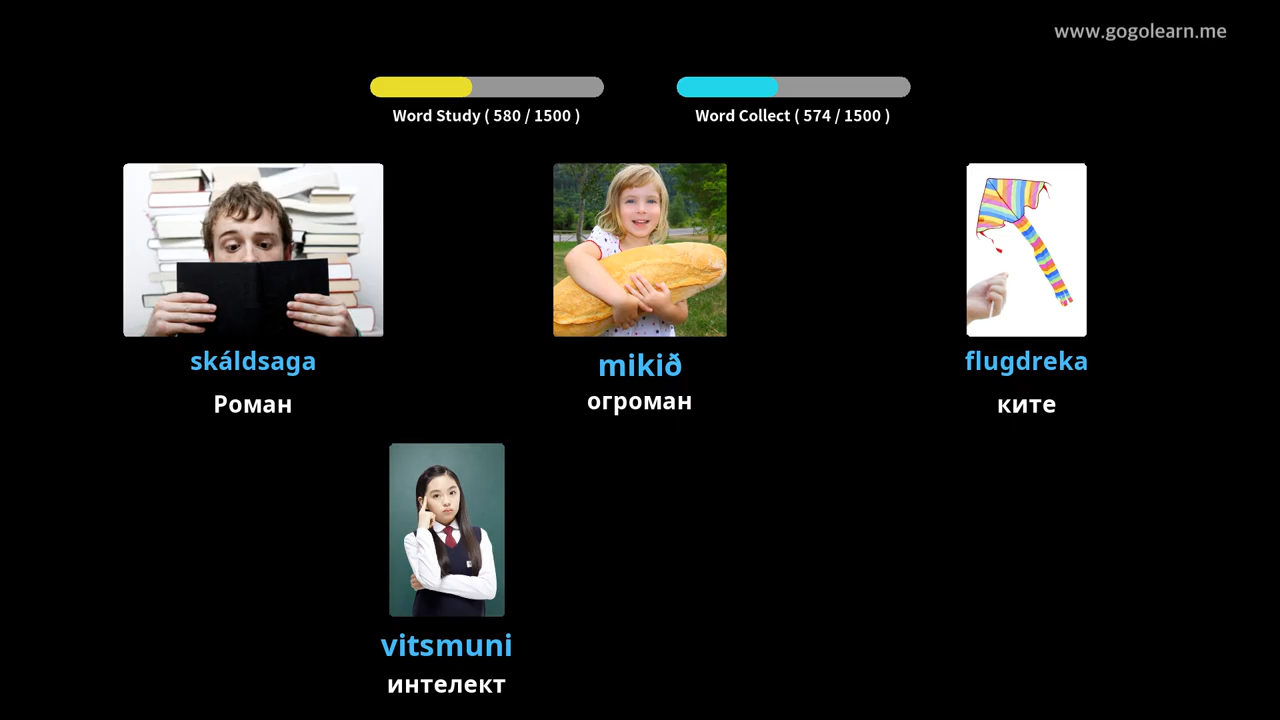 www.gogolearn.me
Word Study ( 580 / 1500 )
Word Collect ( 574 / 1500 )
skáldsaga
Роман
mikið
огроман
flugdreka
ките
vitsmuni
интелект